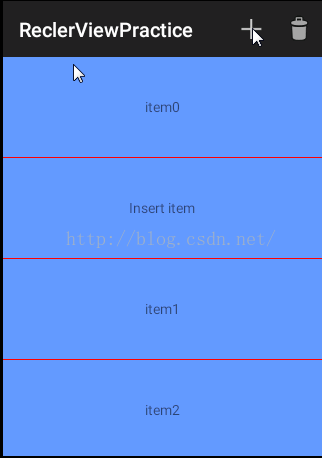 ReclerViewPractice
item0
Insert item
http://blog.csdn.net/
item1
item2